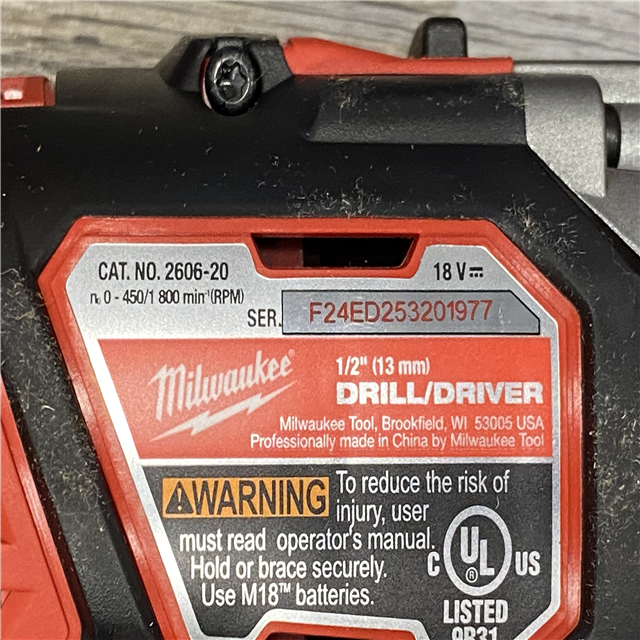 CAT. NO. 2606-20
18 V⎓
n₀ 0 - 450/1 800 min⁻¹(RPM)
SER. F24ED253201977
Milwaukee®
1/2" (13 mm)
DRILL/DRIVER
Milwaukee Tool, Brookfield, WI 53005 USA
Professionally made in China by Milwaukee Tool
⚠WARNING To reduce the risk of
injury, user
must read operator's manual.
Hold or brace securely.
Use M18™ batteries.
C UL® US
LISTED
9B31